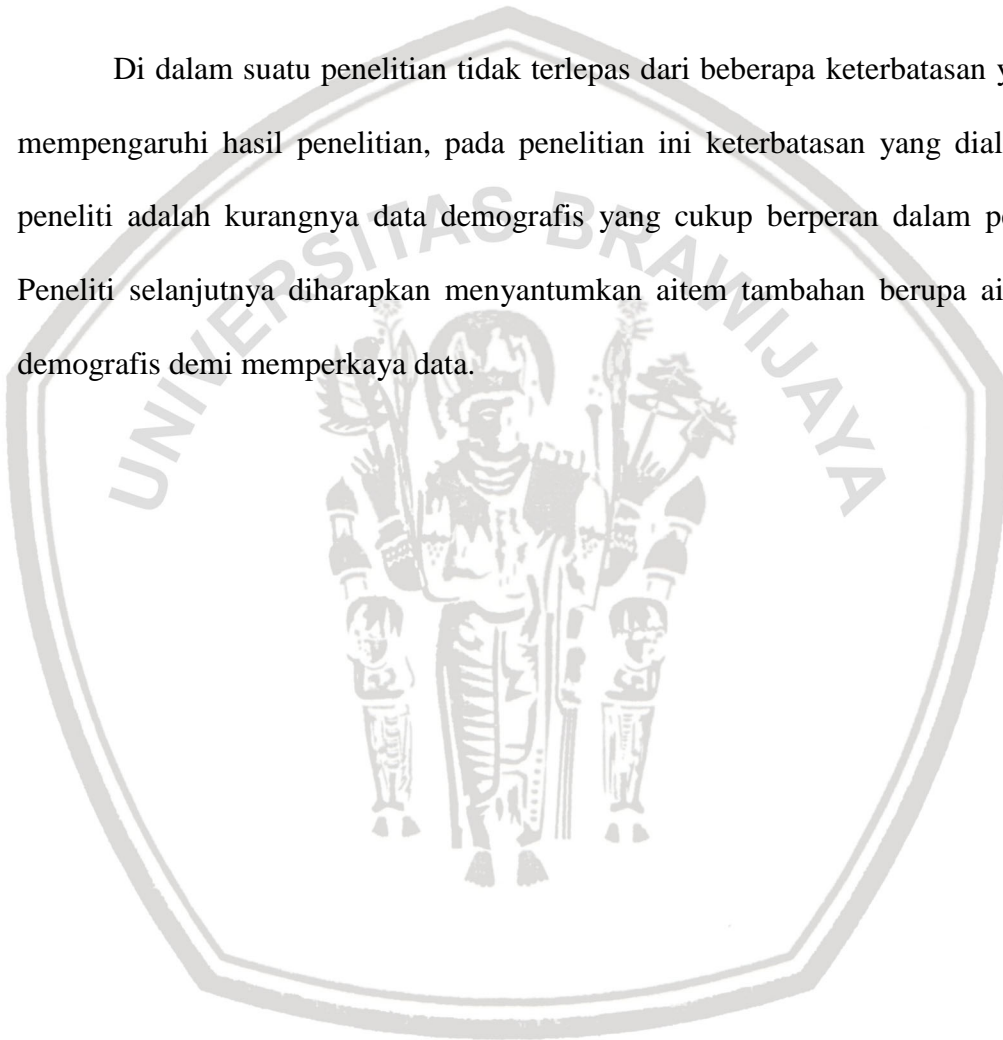 Di dalam suatu penelitian tidak terlepas dari beberapa keterbatasan
mempengaruhi hasil penelitian, pada penelitian ini keterbatasan yang
peneliti adalah kurangnya data demografis yang cukup berperan dalam
Peneliti selanjutnya diharapkan menyantumkan aitem tambahan berupa
demografis demi memperkaya data.
UNIVERSITAS BRAWIJAYA